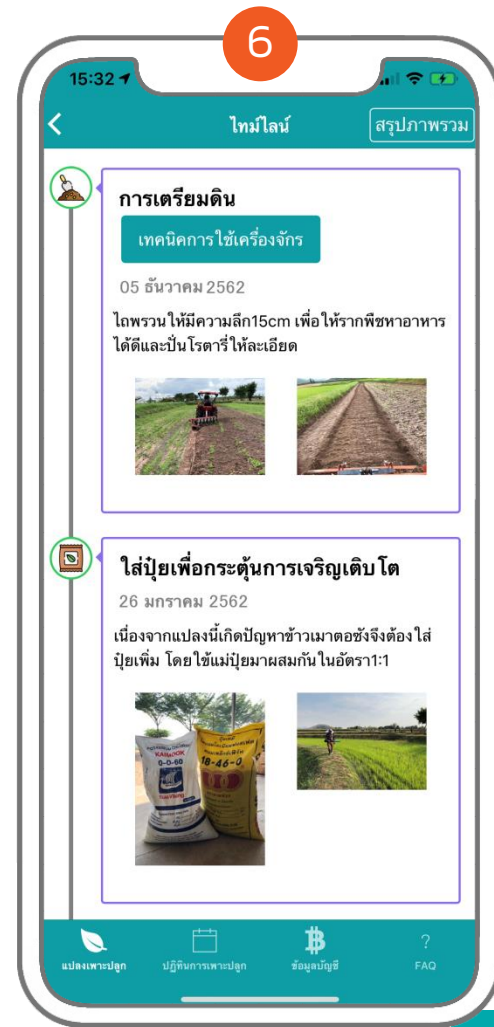 6
15:32
ไทม์ไลน์
สรุปภาพรวม
การเตรียมดิน
เทคนิคการใช้เครื่องจักร
05 ธันวาคม 2562
ไถพรวนให้มีความลึก15cm เพื่อให้รากพืชหาอาหาร
ได้ดีและปั่นโรตารี่ให้ละเอียด
ใส่ปุ๋ยเพื่อกระตุ้นการเจริญเติบโต
26 มกราคม 2562
เนื่องจากแปลงนี้เกิดปัญหาข้าวเมาตอซังจึงต้องใส่
ปุ๋ยเพิ่ม โดยใช้แม่ปุ๋ยมาผสมกันในอัตรา1:1
0-0-60
18-46-0
แปลงเพาะปลูก
ปฏิทินการเพาะปลูก
ข้อมูลบัญชี
?
FAQ